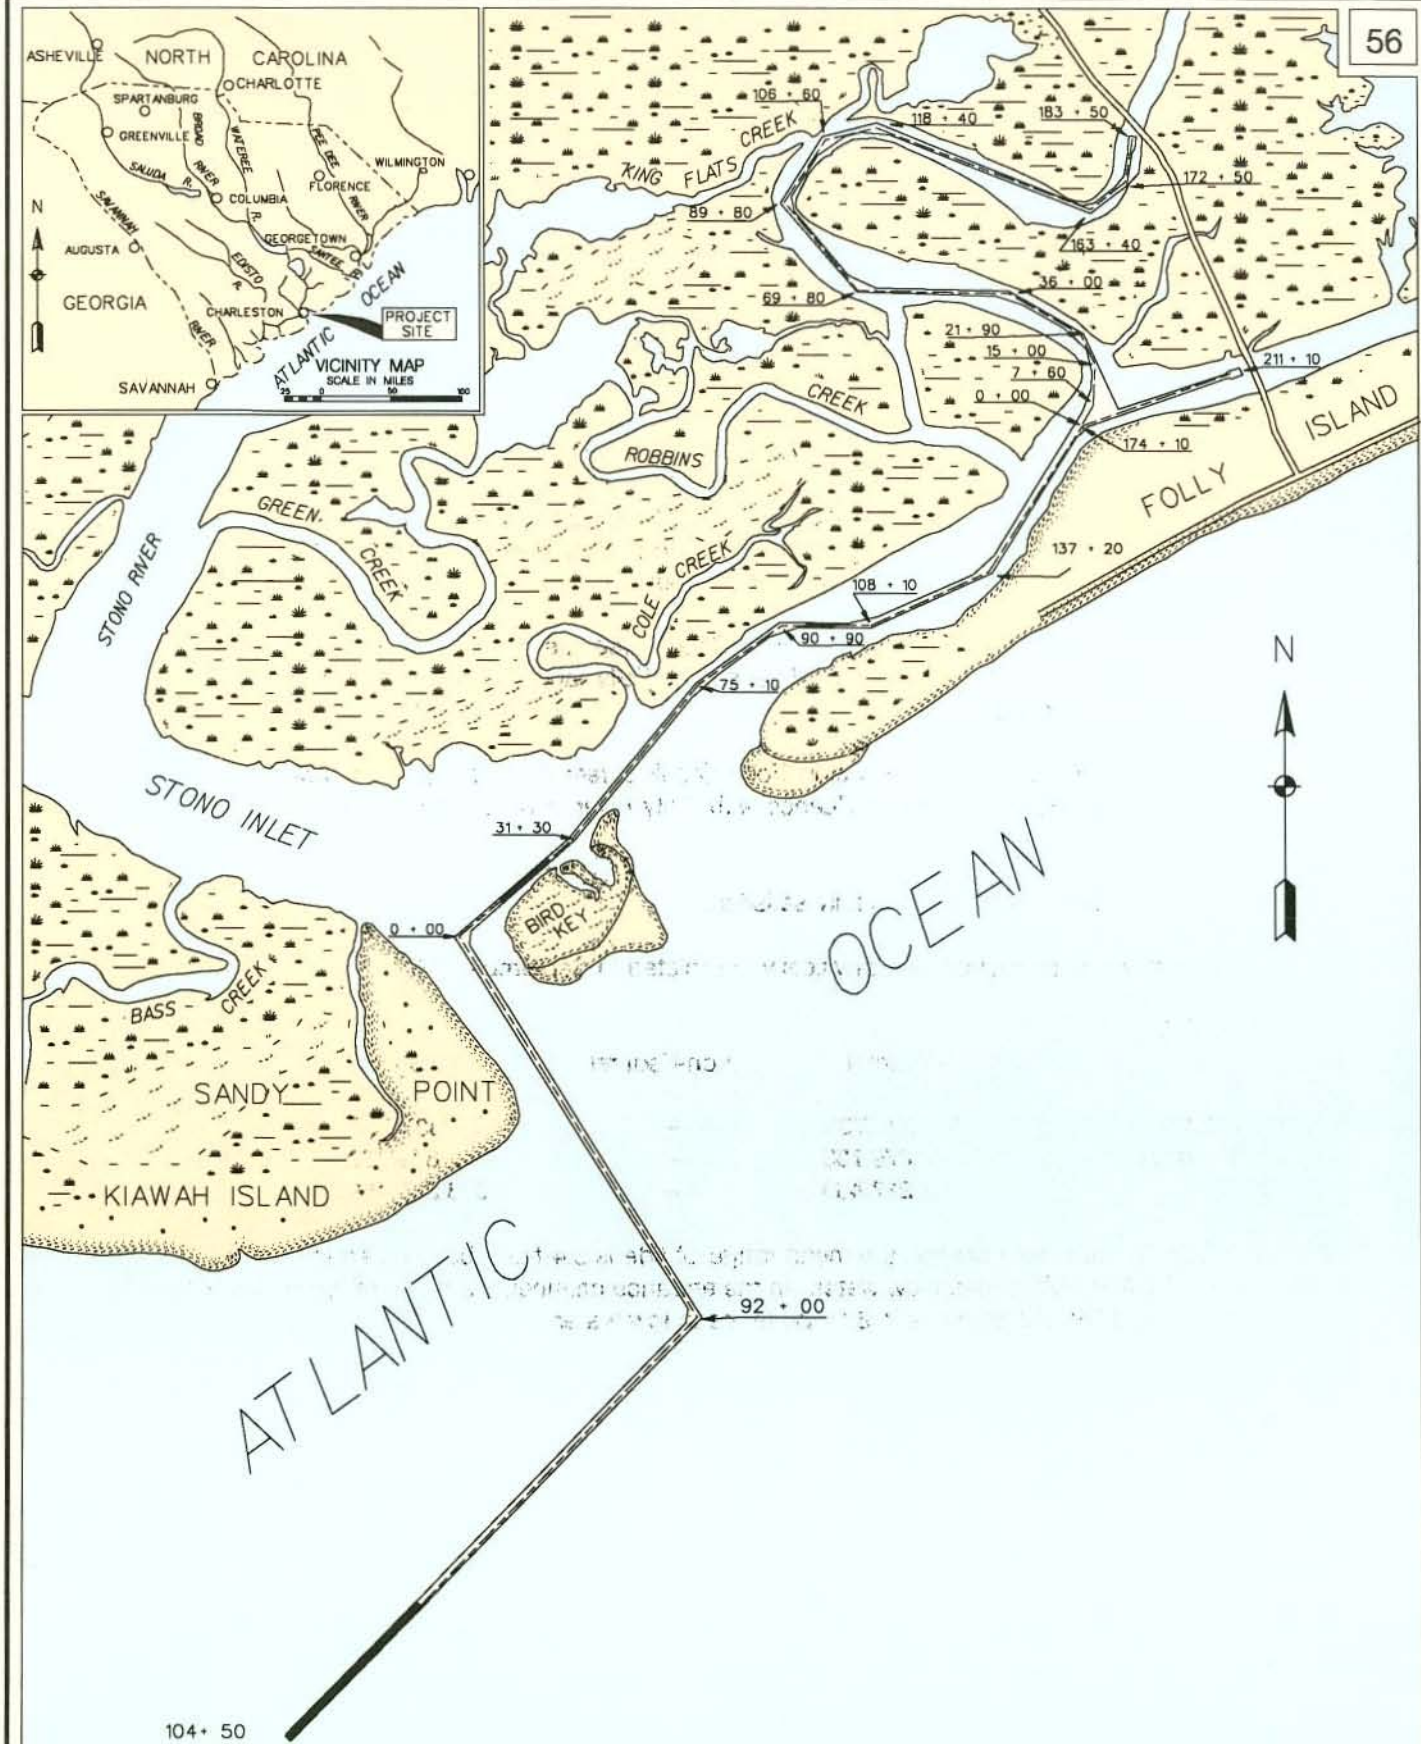 56
ASHEVILLE
NORTH CAROLINA
CHARLOTTE
SPARTANBURG
GREENVILLE
BROAD RIVER
WATEREE R.
PEE DEE RIVER
WILMINGTON
SALUDA R.
FLORENCE
COLUMBIA
SAVANNAH RIVER
N
AUGUSTA
GEORGETOWN
SANTEE
EDISTO R.
GEORGIA
CHARLESTON
ATLANTIC OCEAN
PROJECT
SITE
VICINITY MAP
SCALE IN MILES
25 0 50 100
SAVANNAH
106 + 60
118 + 40
183 + 50
KING FLATS CREEK
172 + 50
89 + 80
163 + 40
69 + 80
36 + 00
21 + 90
15 + 00
7 + 60
0 + 00
211 + 10
174 + 10
ROBBINS CREEK
FOLLY ISLAND
GREEN CREEK
STONO RIVER
COLE CREEK
137 + 20
108 + 10
90 + 90
75 + 10
N
STONO INLET
31 + 30
BIRD
KEY
0 + 00
BASS CREEK
SANDY POINT
KIAWAH ISLAND
ATLANTIC OCEAN
92 + 00
104+ 50